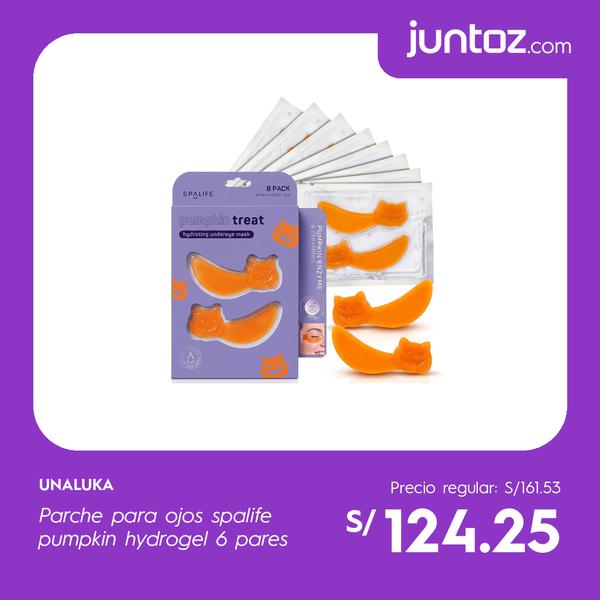 juntoz.com
SPALIFE
8 PACK
pumpkin treat
hydrating undereye mask
PUMPKIN ENZYME
& CERAMIDES
UNALUKA
Parche para ojos spalife
pumpkin hydrogel 6 pares
Precio regular: S/161.53
S/ 124.25